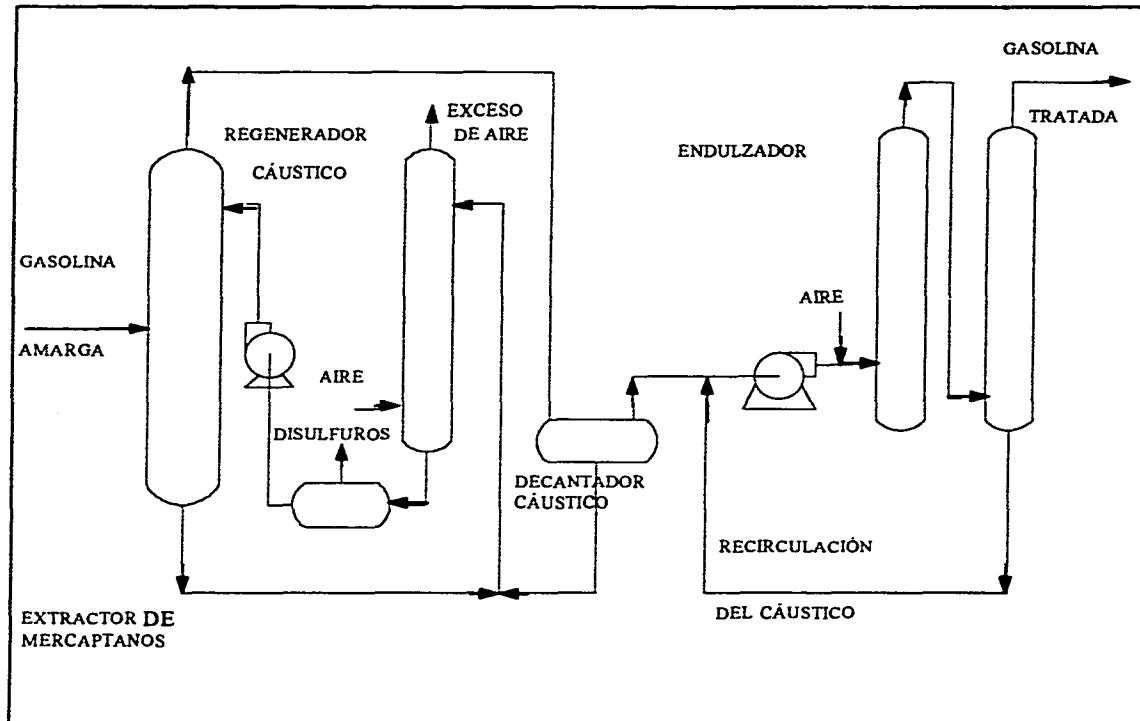 GASOLINA
TRATADA
EXCESO
DE AIRE
REGENERADOR
CÁUSTICO
ENDULZADOR
GASOLINA
AMARGA
AIRE
AIRE
DISULFUROS
DECANTADOR
CÁUSTICO
RECIRCULACIÓN
DEL CÁUSTICO
EXTRACTOR DE
MERCAPTANOS